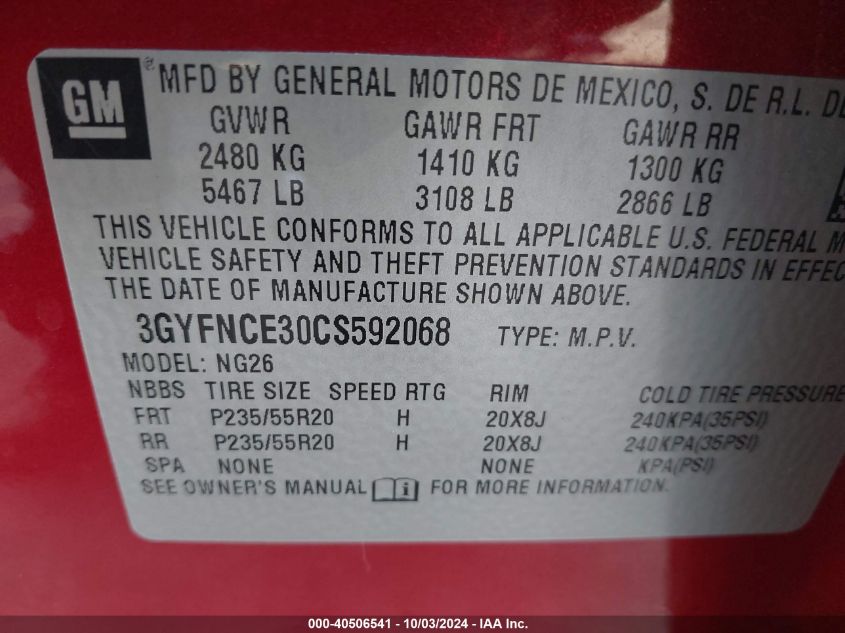 GM
® MFD BY GENERAL MOTORS DE MEXICO, S. DE R.L.
GVWR GAWR FRT GAWR RR
2480 KG 1410 KG 1300 KG
5467 LB 3108 LB 2866 LB
THIS VEHICLE CONFORMS TO ALL APPLICABLE U.S. FEDERAL
VEHICLE SAFETY AND THEFT PREVENTION STANDARDS IN
THE DATE OF MANUFACTURE SHOWN ABOVE.
3GYFNCE30CS592068 TYPE: M.P.V.
MODEL: NG26
NBBS TIRE SIZE SPEED RTG RIM COLD TIRE PRESSURE
FRT P235/55R20 H 20X8J 240KPA(35PSI)
RR P235/55R20 H 20X8J 240KPA(35PSI)
SPA NONE NONE KPA(PSI)
SEE OWNER'S MANUAL i FOR MORE INFORMATION.
000-40506541 - 10/03/2024 - IAA Inc.